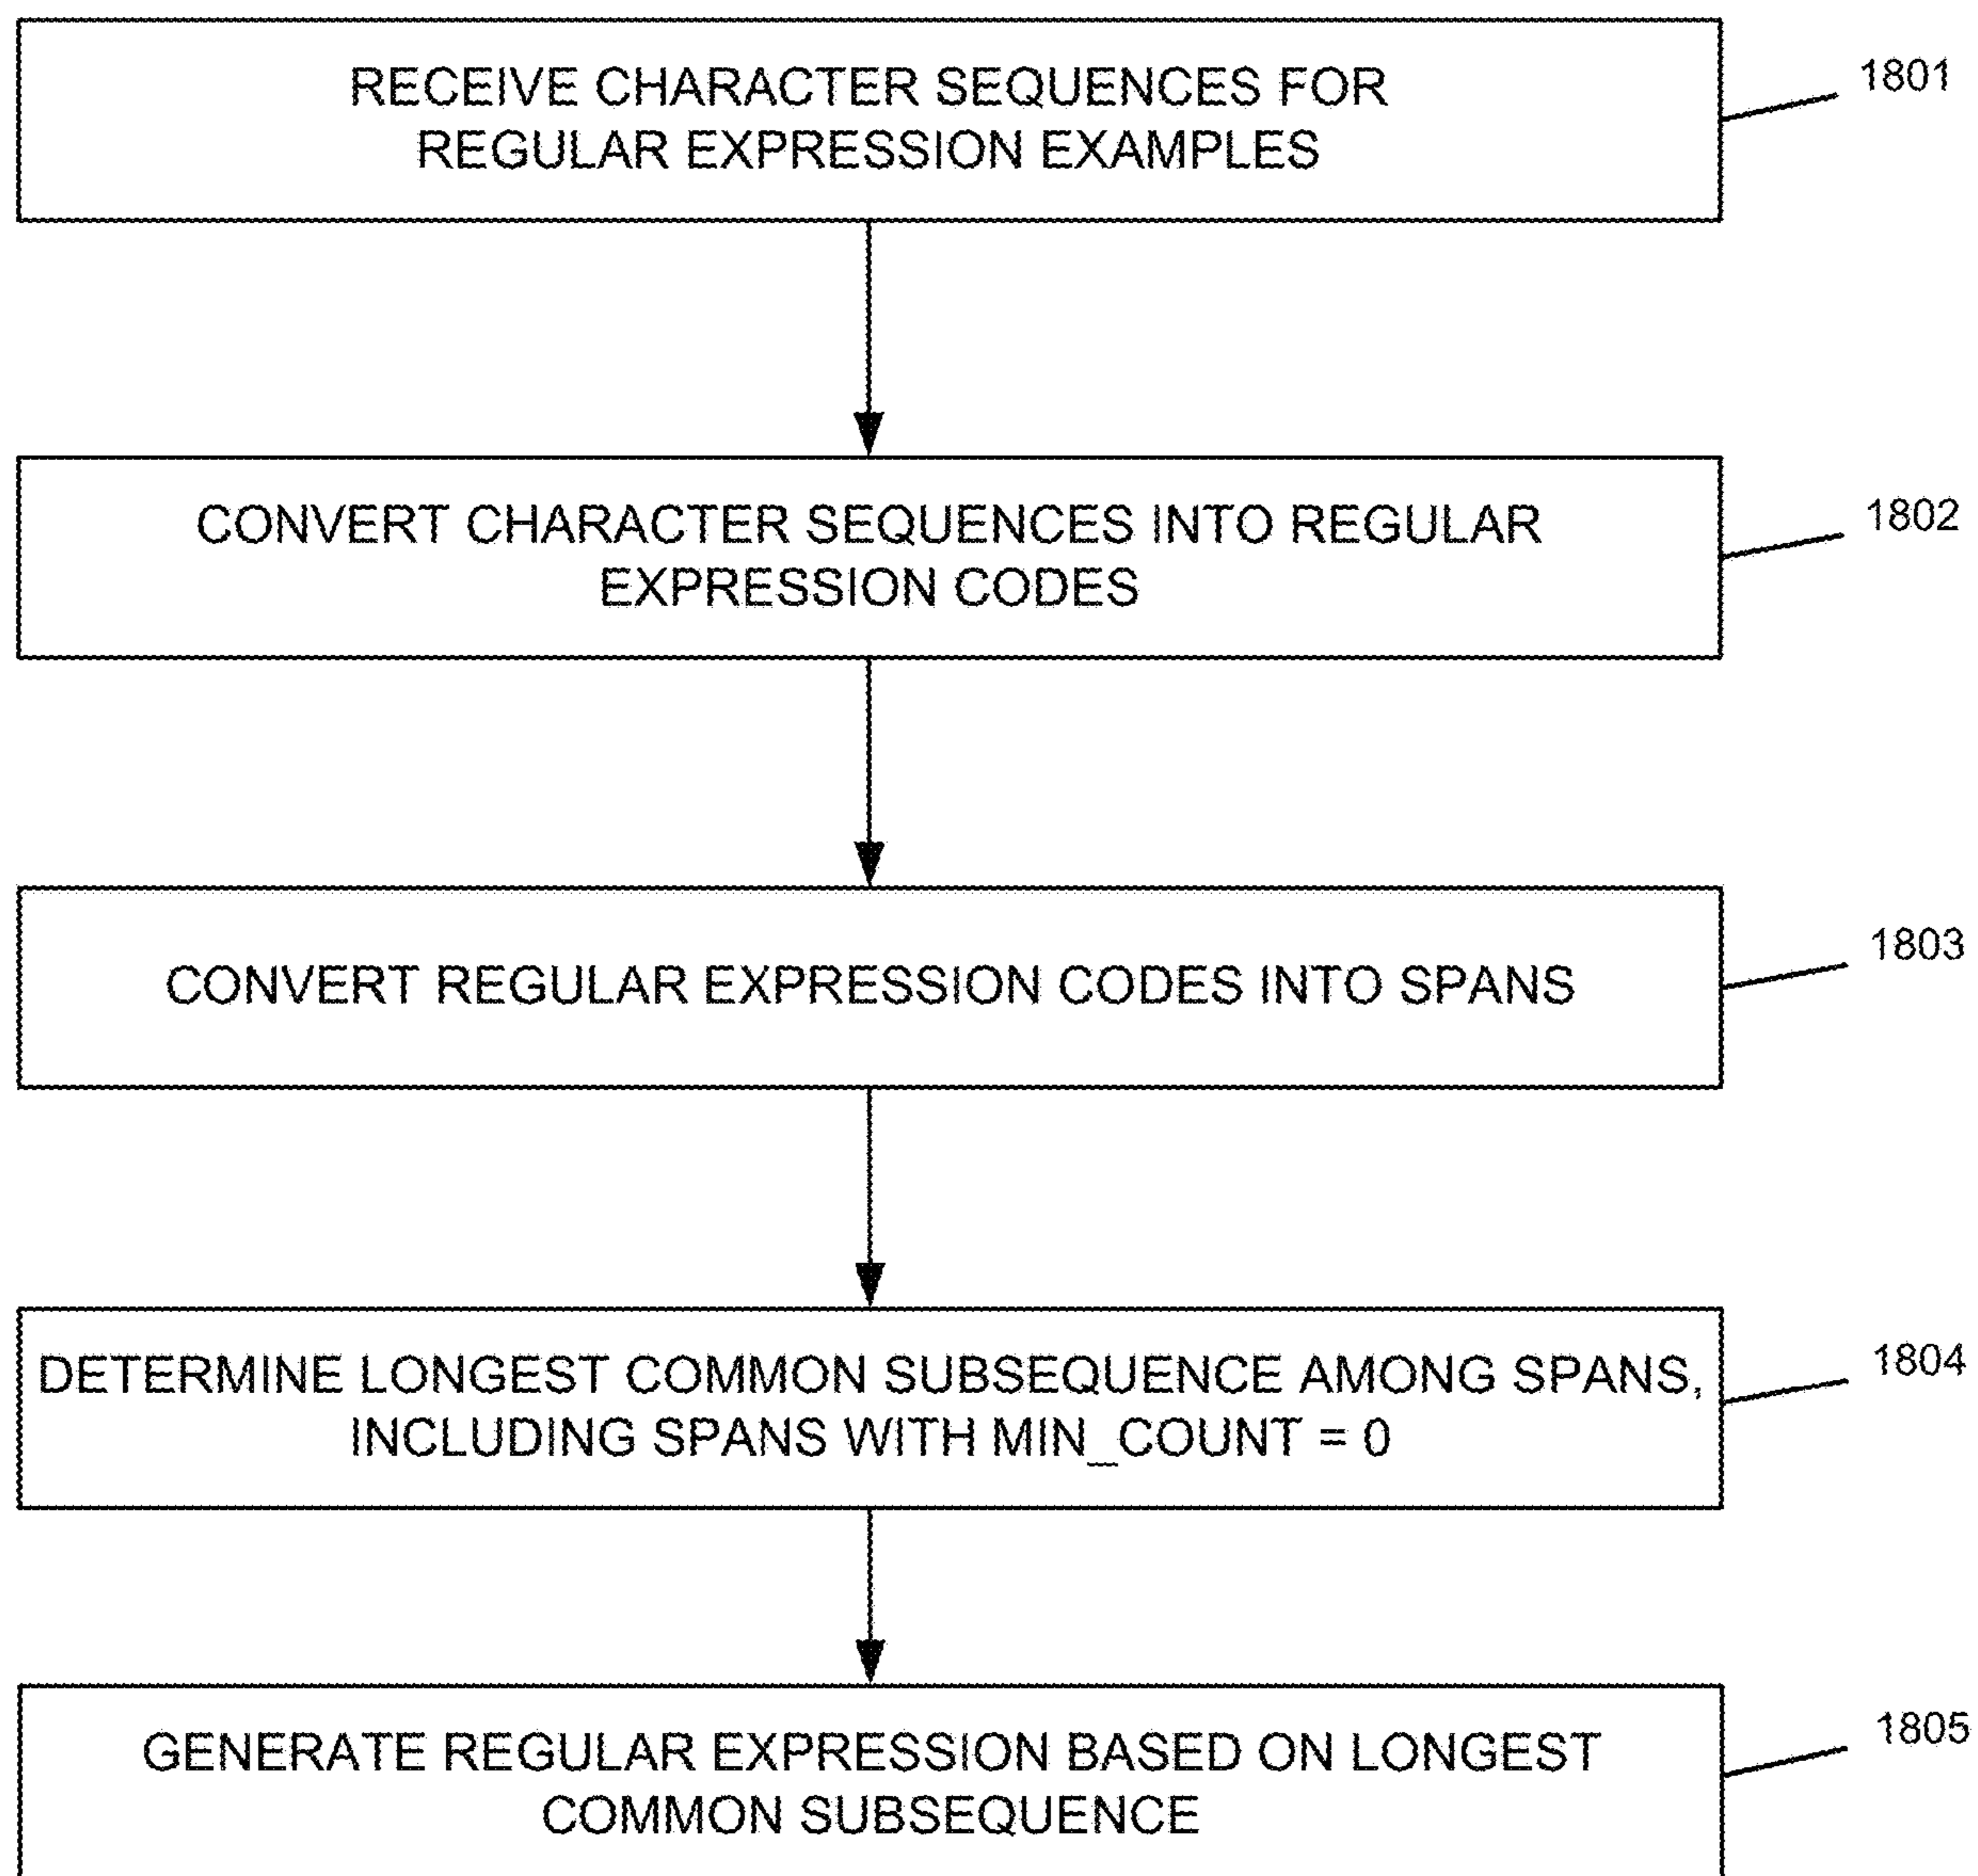 RECEIVE CHARACTER SEQUENCES FOR
REGULAR EXPRESSION EXAMPLES
1801
CONVERT CHARACTER SEQUENCES INTO REGULAR
EXPRESSION CODES
1802
CONVERT REGULAR EXPRESSION CODES INTO SPANS
1803
DETERMINE LONGEST COMMON SUBSEQUENCE AMONG SPANS,
INCLUDING SPANS WITH MIN_COUNT = 0
1804
GENERATE REGULAR EXPRESSION BASED ON LONGEST
COMMON SUBSEQUENCE
1805